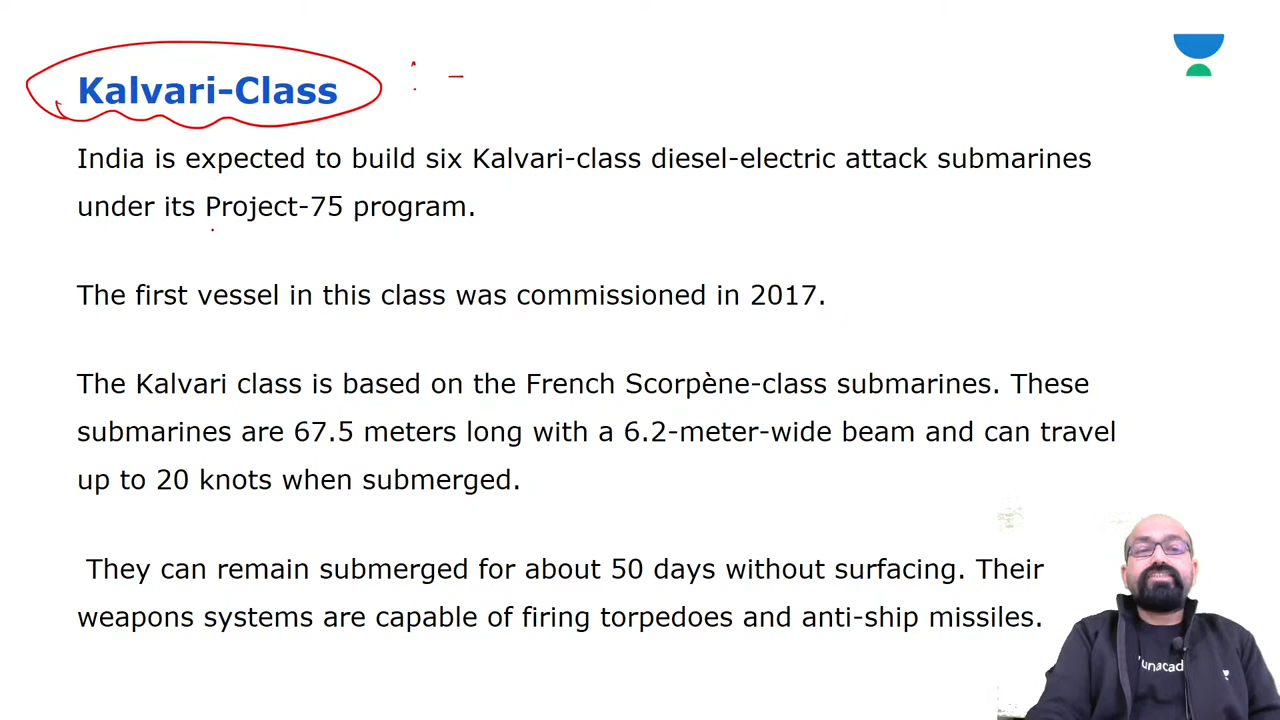 Kalvari-Class
India is expected to build six Kalvari-class diesel-electric attack submarines
under its Project-75 program.
The first vessel in this class was commissioned in 2017.
The Kalvari class is based on the French Scorpène-class submarines. These
submarines are 67.5 meters long with a 6.2-meter-wide beam and can travel
up to 20 knots when submerged.
They can remain submerged for about 50 days without surfacing. Their
weapons systems are capable of firing torpedoes and anti-ship missiles.
unacad